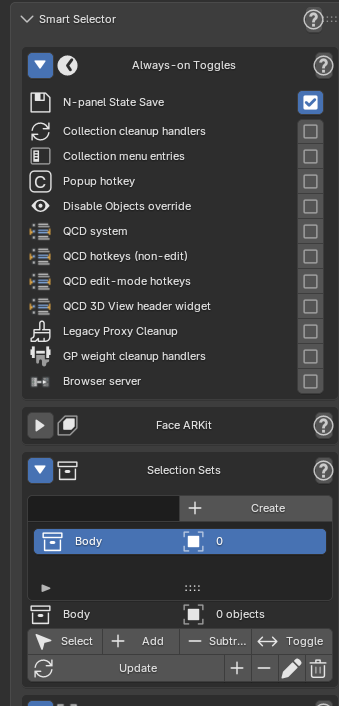 Smart Selector ?
Always-on Toggles ?
N-panel State Save
Collection cleanup handlers
Collection menu entries
C Popup hotkey
Disable Objects override
QCD system
QCD hotkeys (non-edit)
QCD edit-mode hotkeys
QCD 3D View header widget
Legacy Proxy Cleanup
GP weight cleanup handlers
Browser server
Face ARKit ?
Selection Sets ?
+ Create
Body 0
Body 0 objects
Select + Add − Subtr... Toggle
Update + −